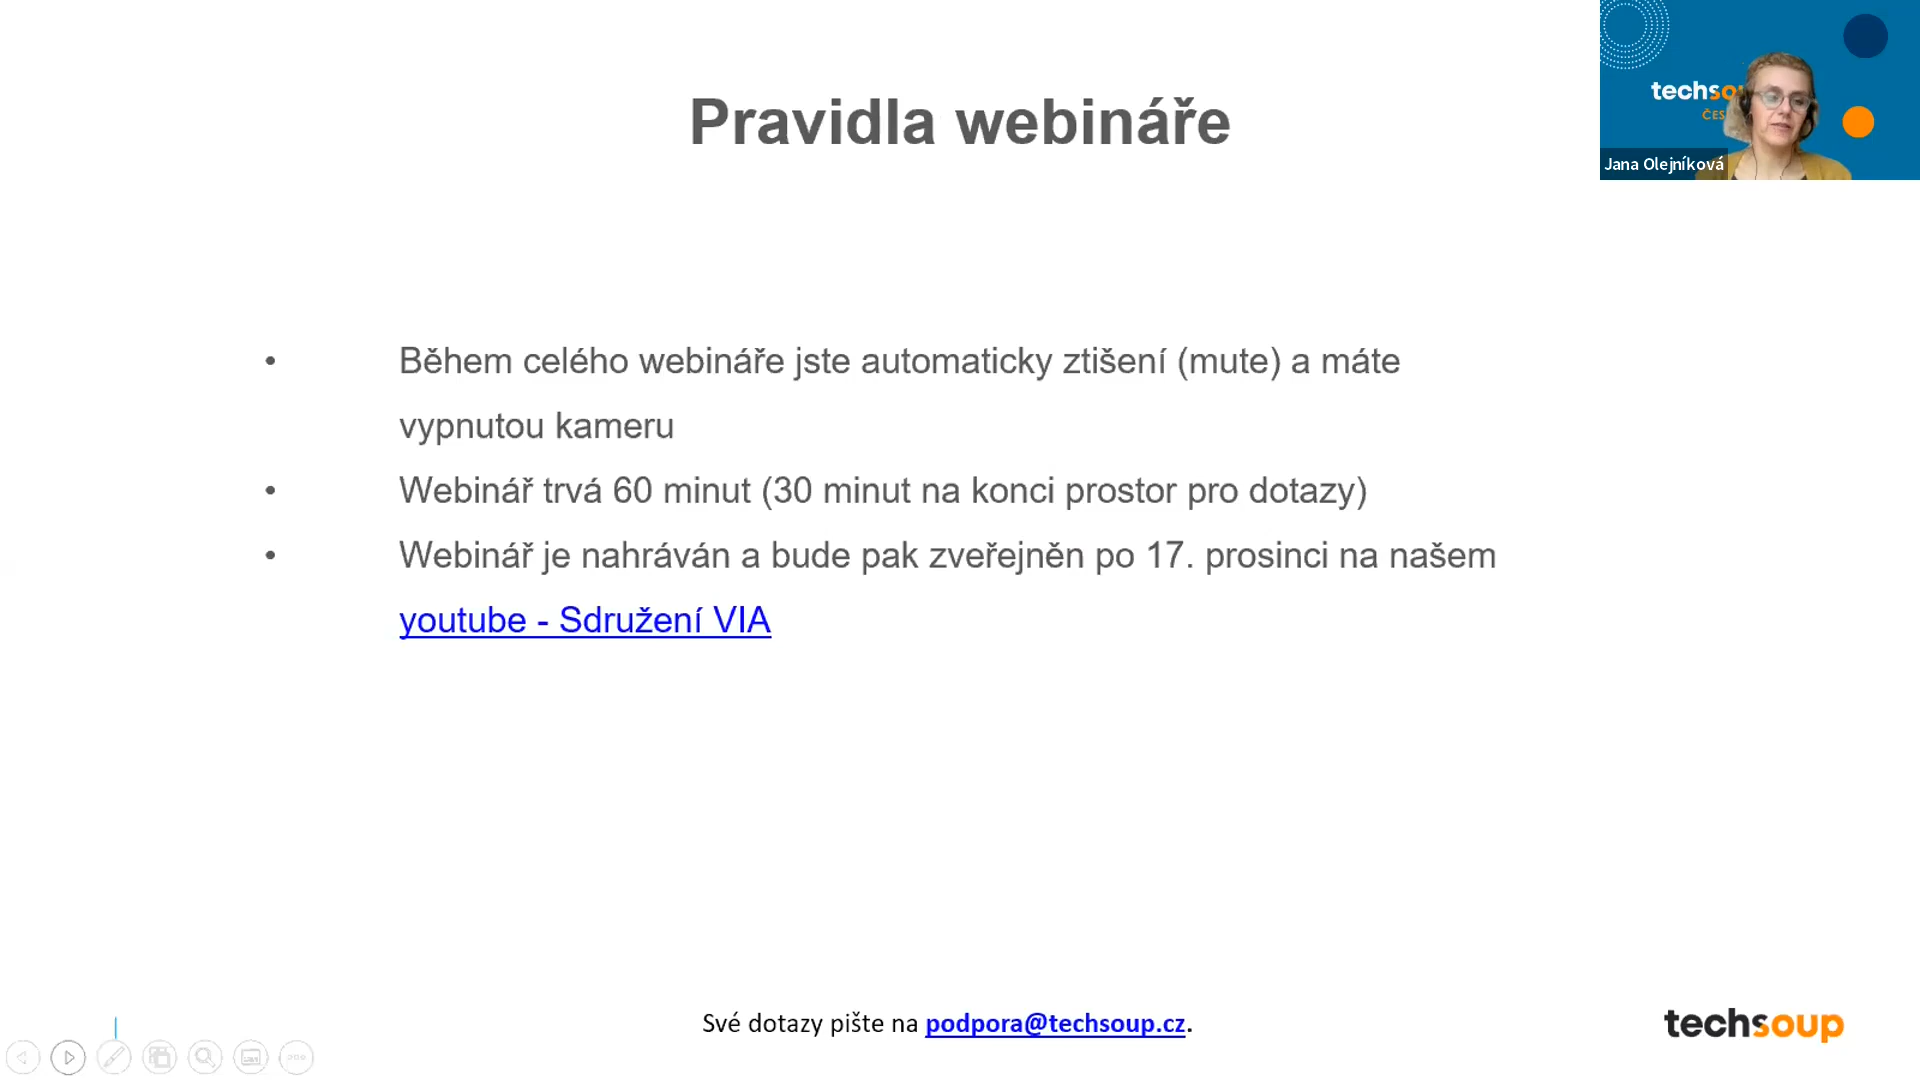 Pravidla webináře
techso
ČES
Jana Olejníková
• Během celého webináře jste automaticky ztišení (mute) a máte
vypnutou kameru
• Webinář trvá 60 minut (30 minut na konci prostor pro dotazy)
• Webinář je nahráván a bude pak zveřejněn po 17. prosinci na našem
youtube - Sdružení VIA
Své dotazy pište na podpora@techsoup.cz.
techsoup